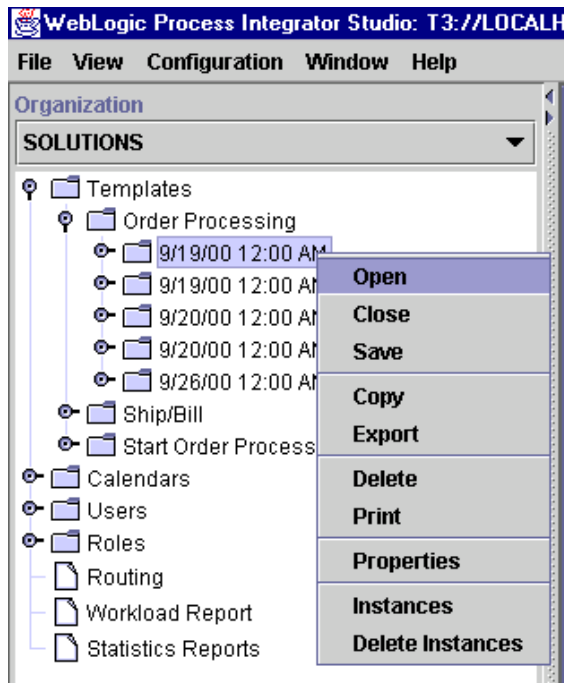 WebLogic Process Integrator Studio: T3://LOCALH
File View Configuration Window Help
Organization
SOLUTIONS
Templates
Order Processing
9/19/00 12:00 AM
9/19/00 12:00 AM
9/20/00 12:00 AM
9/20/00 12:00 AM
9/26/00 12:00 AM
Ship/Bill
Start Order Process
Calendars
Users
Roles
Routing
Workload Report
Statistics Reports
Open
Close
Save
Copy
Export
Delete
Print
Properties
Instances
Delete Instances